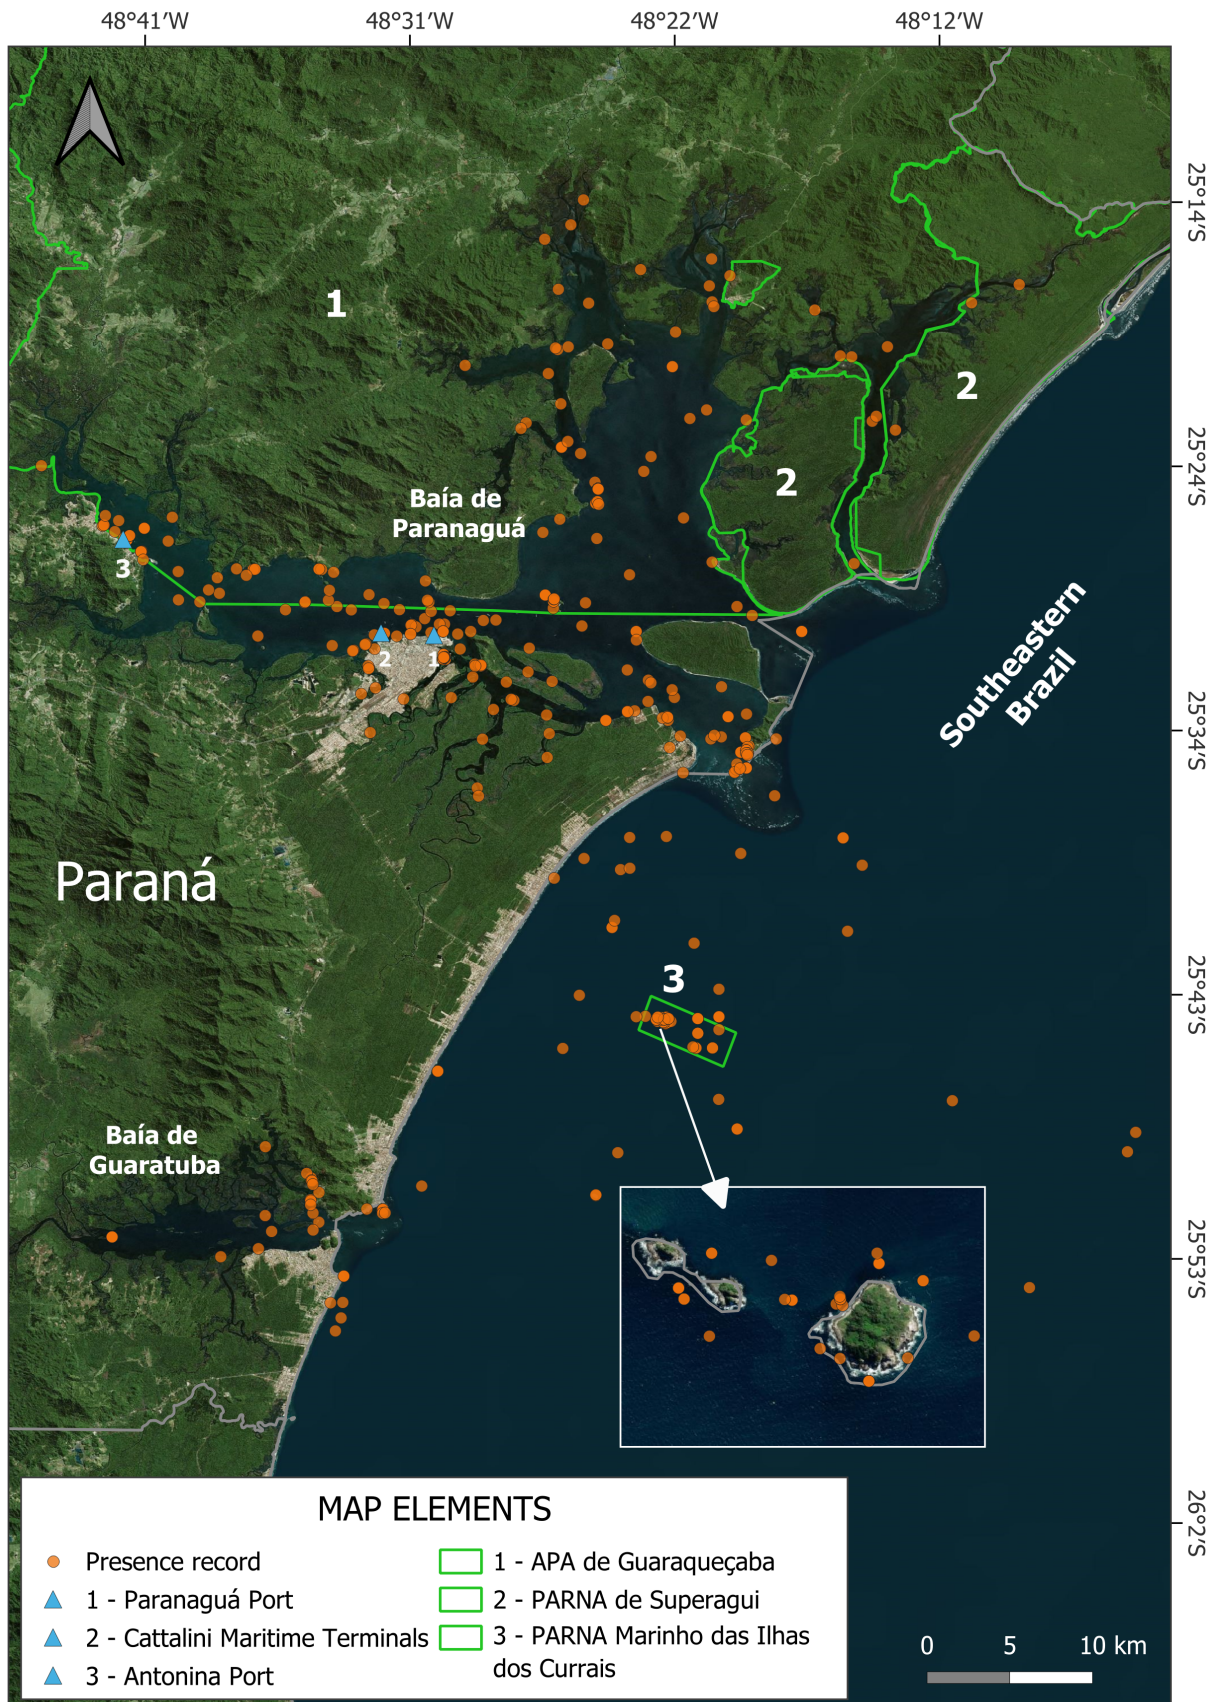 48°41'W
48°31'W
48°22'W
48°12'W
25°14'S
25°24'S
25°34'S
25°43'S
25°53'S
26°2'S
1
2
2
Baía de
Paranaguá
3
2
1
Southeastern
Brazil
Paraná
3
Baía de
Guaratuba
MAP ELEMENTS
Presence record
1 - Paranaguá Port
2 - Cattalini Maritime Terminals
3 - Antonina Port
1 - APA de Guaraqueçaba
2 - PARNA de Superagui
3 - PARNA Marinho das Ilhas
dos Currais
0 5 10 km